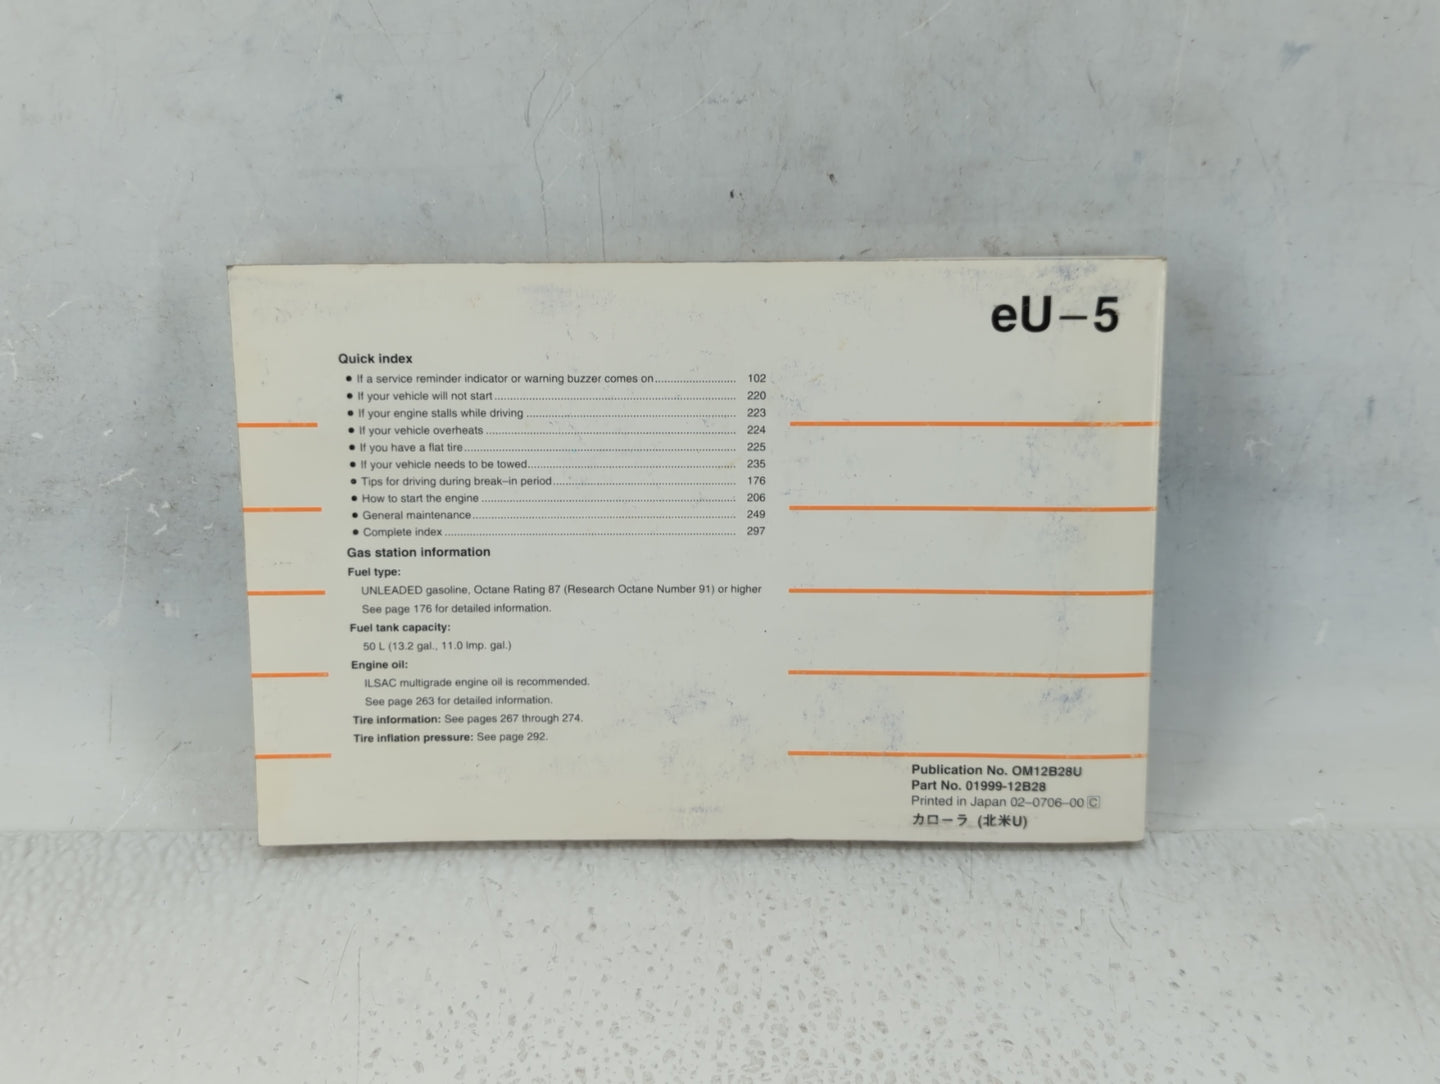 eU–5
Quick index
● If a service reminder indicator or warning buzzer comes on.......................... 102
● If your vehicle will not start................................................................................ 220
● If your engine stalls while driving ..................................................................... 223
● If your vehicle overheats ................................................................................... 224
● If you have a flat tire.......................................................................................... 225
● If your vehicle needs to be towed..................................................................... 235
● Tips for driving during break–in period............................................................. 176
● How to start the engine ..................................................................................... 206
● General maintenance........................................................................................ 249
● Complete index ................................................................................................. 297
Gas station information
Fuel type:
UNLEADED gasoline, Octane Rating 87 (Research Octane Number 91) or higher
See page 176 for detailed information.
Fuel tank capacity:
50 L (13.2 gal., 11.0 Imp. gal.)
Engine oil:
ILSAC multigrade engine oil is recommended.
See page 263 for detailed information.
Tire information: See pages 267 through 274.
Tire inflation pressure: See page 292.
Publication No. OM12B28U
Part No. 01999-12B28
Printed in Japan 02–0706–00 C
カローラ (北米U)